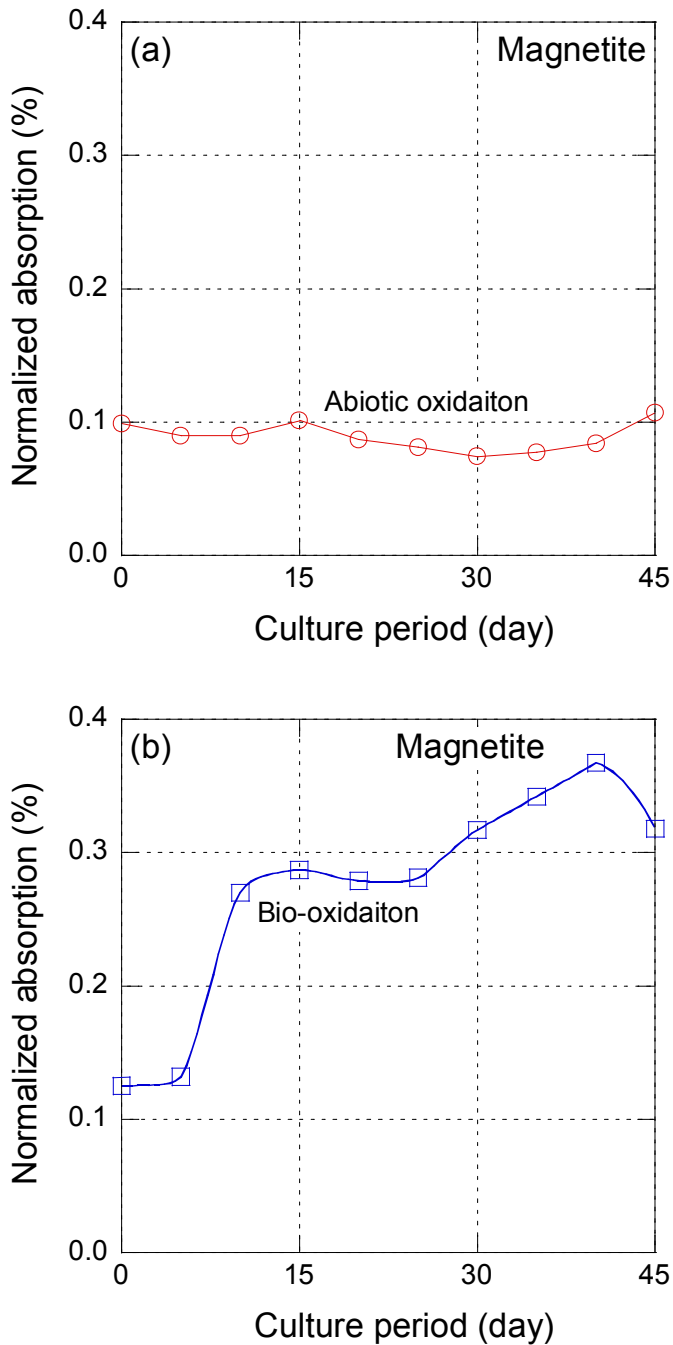 0.4
(a)
Magnetite
0.3
Normalized absorption (%)
0.2
Abiotic oxidaiton
0.1
0.0
0
15
30
45
Culture period (day)
0.4
(b)
Magnetite
0.3
Bio-oxidaiton
Normalized absorption (%)
0.2
0.1
0.0
0
15
30
45
Culture period (day)